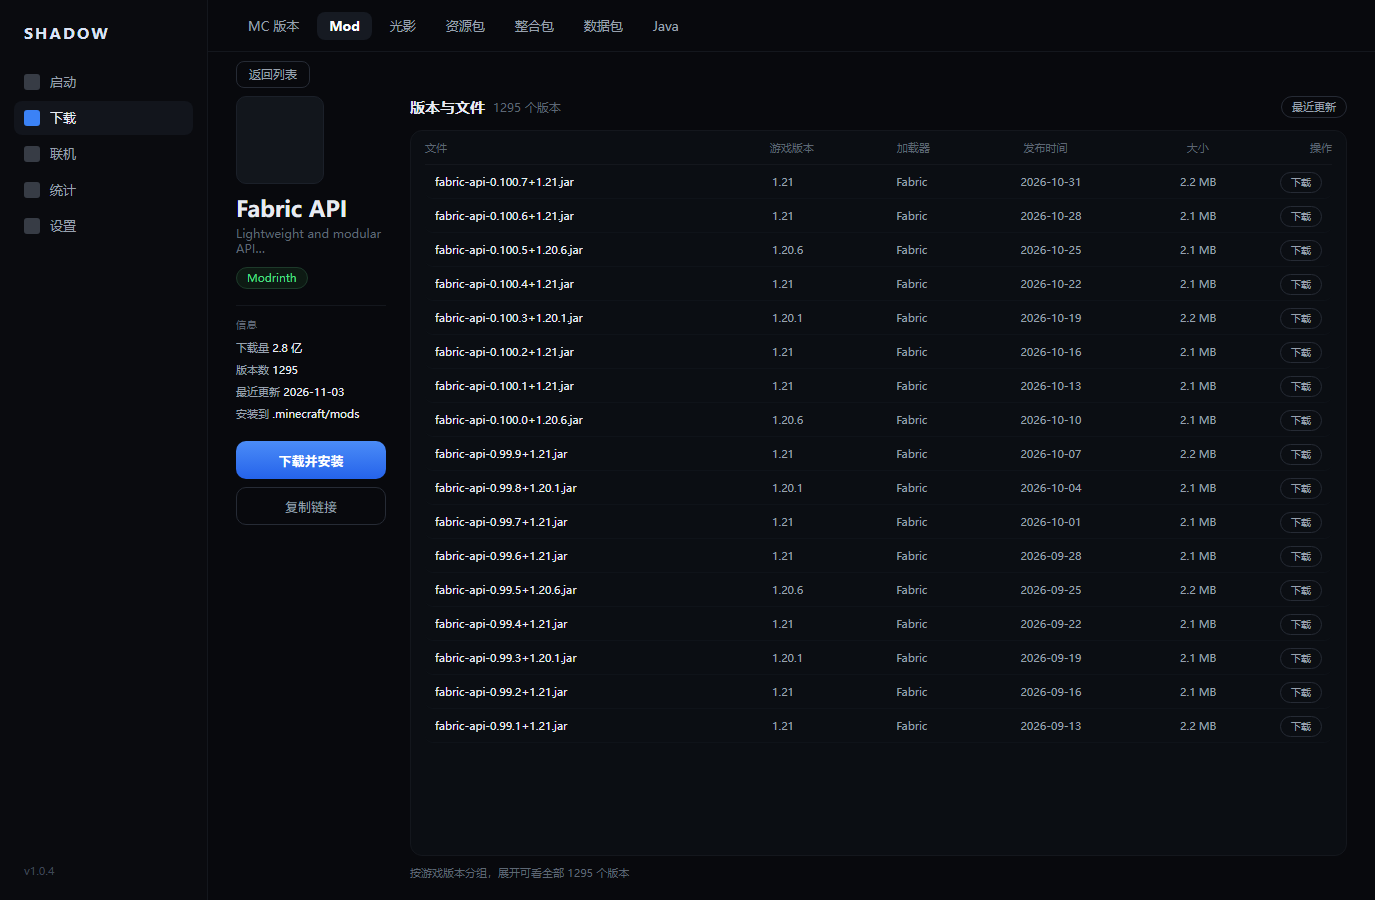 SHADOW
启动
下载
联机
统计
设置
v1.0.4
MC 版本 Mod 光影 资源包 整合包 数据包 Java
返回列表
Fabric API
Lightweight and modular
API...
Modrinth
信息
下载量 2.8 亿
版本数 1295
最近更新 2026-11-03
安装到 .minecraft/mods
下载并安装
复制链接
版本与文件 1295 个版本 最近更新
文件 游戏版本 加载器 发布时间 大小 操作
fabric-api-0.100.7+1.21.jar 1.21 Fabric 2026-10-31 2.2 MB 下载
fabric-api-0.100.6+1.21.jar 1.21 Fabric 2026-10-28 2.1 MB 下载
fabric-api-0.100.5+1.20.6.jar 1.20.6 Fabric 2026-10-25 2.1 MB 下载
fabric-api-0.100.4+1.21.jar 1.21 Fabric 2026-10-22 2.1 MB 下载
fabric-api-0.100.3+1.20.1.jar 1.20.1 Fabric 2026-10-19 2.2 MB 下载
fabric-api-0.100.2+1.21.jar 1.21 Fabric 2026-10-16 2.1 MB 下载
fabric-api-0.100.1+1.21.jar 1.21 Fabric 2026-10-13 2.1 MB 下载
fabric-api-0.100.0+1.20.6.jar 1.20.6 Fabric 2026-10-10 2.1 MB 下载
fabric-api-0.99.9+1.21.jar 1.21 Fabric 2026-10-07 2.2 MB 下载
fabric-api-0.99.8+1.20.1.jar 1.20.1 Fabric 2026-10-04 2.1 MB 下载
fabric-api-0.99.7+1.21.jar 1.21 Fabric 2026-10-01 2.1 MB 下载
fabric-api-0.99.6+1.21.jar 1.21 Fabric 2026-09-28 2.1 MB 下载
fabric-api-0.99.5+1.20.6.jar 1.20.6 Fabric 2026-09-25 2.2 MB 下载
fabric-api-0.99.4+1.21.jar 1.21 Fabric 2026-09-22 2.1 MB 下载
fabric-api-0.99.3+1.20.1.jar 1.20.1 Fabric 2026-09-19 2.1 MB 下载
fabric-api-0.99.2+1.21.jar 1.21 Fabric 2026-09-16 2.1 MB 下载
fabric-api-0.99.1+1.21.jar 1.21 Fabric 2026-09-13 2.2 MB 下载
按游戏版本分组，展开可看全部 1295 个版本